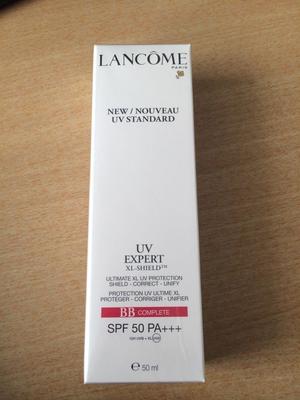 LANCÔME
PARIS
NEW / NOUVEAU
UV STANDARD
UV
EXPERT
XL-SHIELD™
ULTIMATE XL UV PROTECTION
SHIELD - CORRECT - UNIFY
PROTECTION UV ULTIME XL
PROTÉGER - CORRIGER - UNIFIER
BB COMPLETE
SPF 50 PA+++
e 50 ml